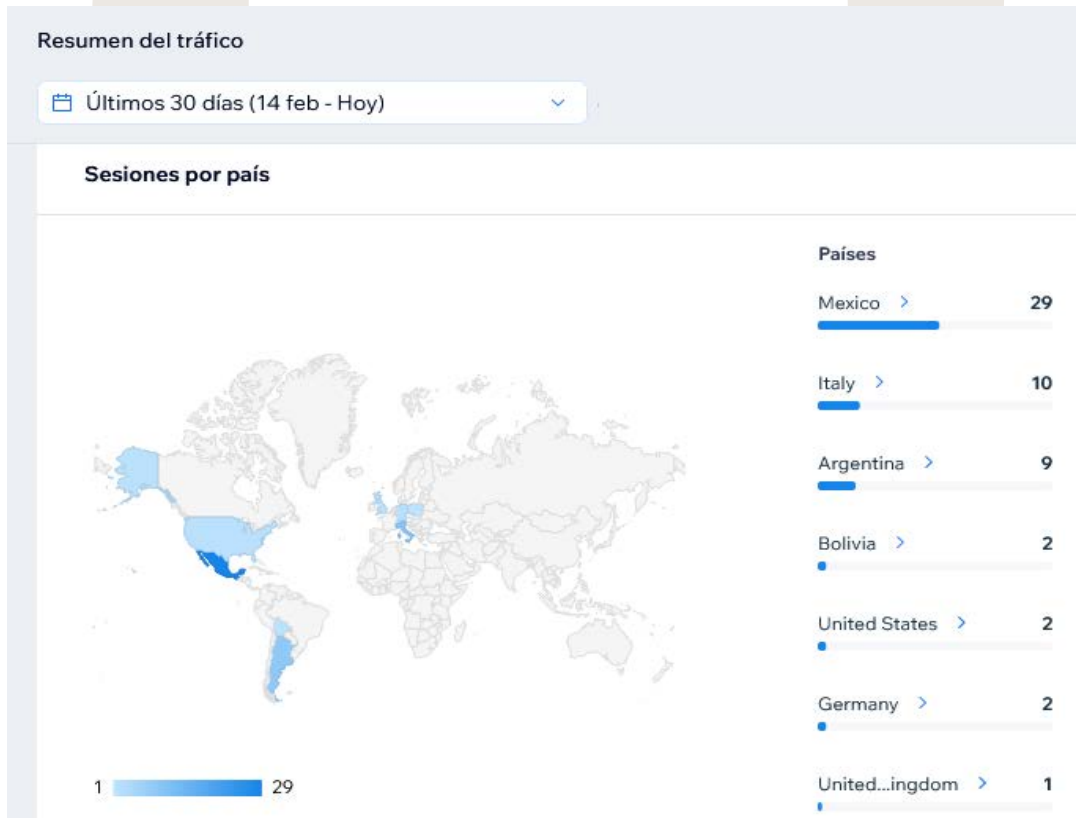 Resumen del tráfico
Últimos 30 días (14 feb - Hoy)
Sesiones por país
Países
Mexico 29
Italy 10
Argentina 9
Bolivia 2
United States 2
Germany 2
United...ingdom 1
1 29